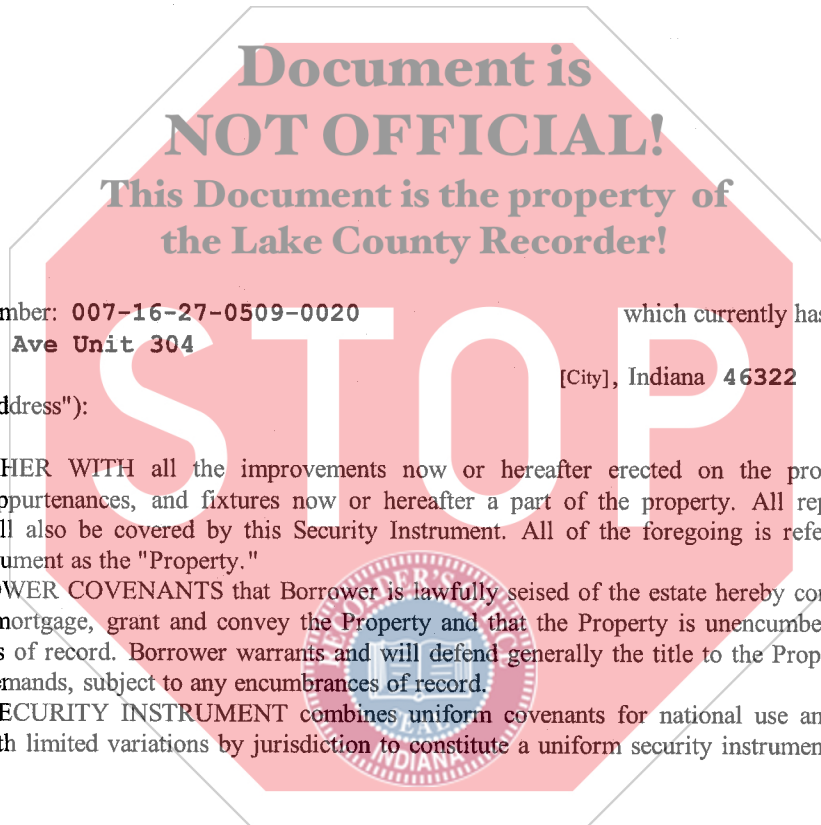 Document is
NOT OFFICIAL!
This Document is the property of
the Lake County Recorder!
mber: 007-16-27-0509-0020 which currently has
Ave Unit 304
[City], Indiana 46322
ddress"):
STOP
HER WITH all the improvements now or hereafter erected on the pro
ppurtenances, and fixtures now or hereafter a part of the property. All rep
ll also be covered by this Security Instrument. All of the foregoing is refe
ument as the "Property."
OWER COVENANTS that Borrower is lawfully seised of the estate hereby con
mortgage, grant and convey the Property and that the Property is unencumbe
s of record. Borrower warrants and will defend generally the title to the Prop
emands, subject to any encumbrances of record.
ECURITY INSTRUMENT combines uniform covenants for national use an
th limited variations by jurisdiction to constitute a uniform security instrumen
RECORDER'S OFFICE
SEAL
INDIANA